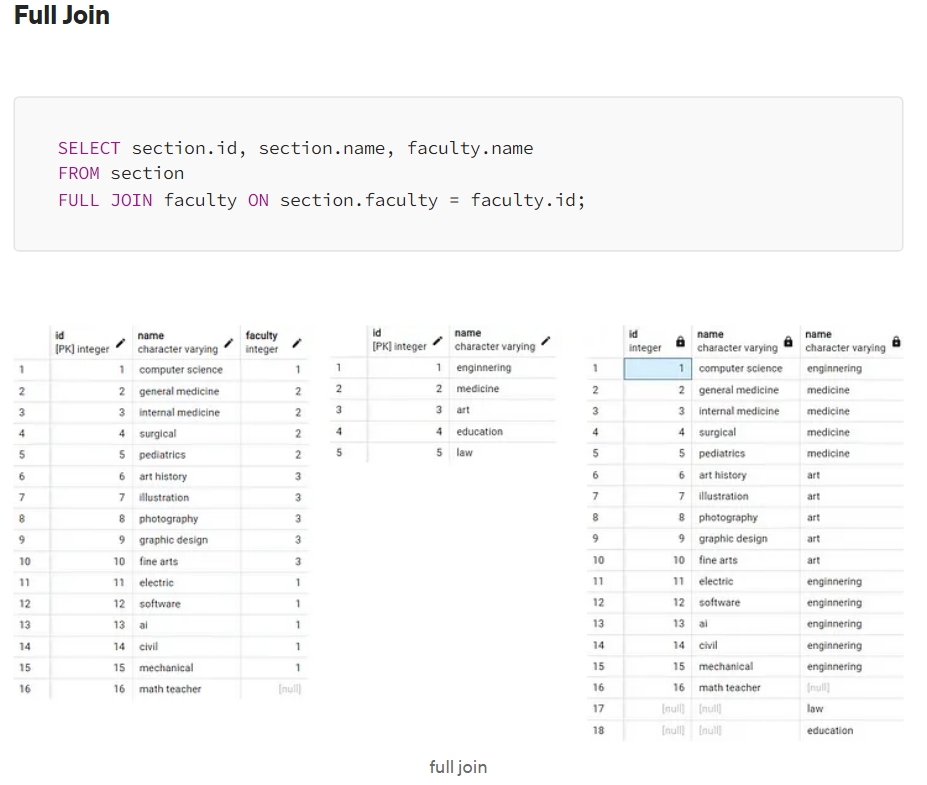 Full Join
SELECT section.id, section.name, faculty.name
FROM section
FULL JOIN faculty ON section.faculty = faculty.id;
id name faculty
[PK] integer character varying integer
1 1 computer science 1
2 2 general medicine 2
3 3 internal medicine 2
4 4 surgical 2
5 5 pediatrics 2
6 6 art history 3
7 7 illustration 3
8 8 photography 3
9 9 graphic design 3
10 10 fine arts 3
11 11 electric 1
12 12 software 1
13 13 ai 1
14 14 civil 1
15 15 mechanical 1
16 16 math teacher [null]
id name
[PK] integer character varying
1 1 enginnering
2 2 medicine
3 3 art
4 4 education
5 5 law
id name name
integer character varying character varying
1 1 computer science enginnering
2 2 general medicine medicine
3 3 internal medicine medicine
4 4 surgical medicine
5 5 pediatrics medicine
6 6 art history art
7 7 illustration art
8 8 photography art
9 9 graphic design art
10 10 fine arts art
11 11 electric enginnering
12 12 software enginnering
13 13 ai enginnering
14 14 civil enginnering
15 15 mechanical enginnering
16 16 math teacher [null]
17 [null] [null] law
18 [null] [null] education
full join